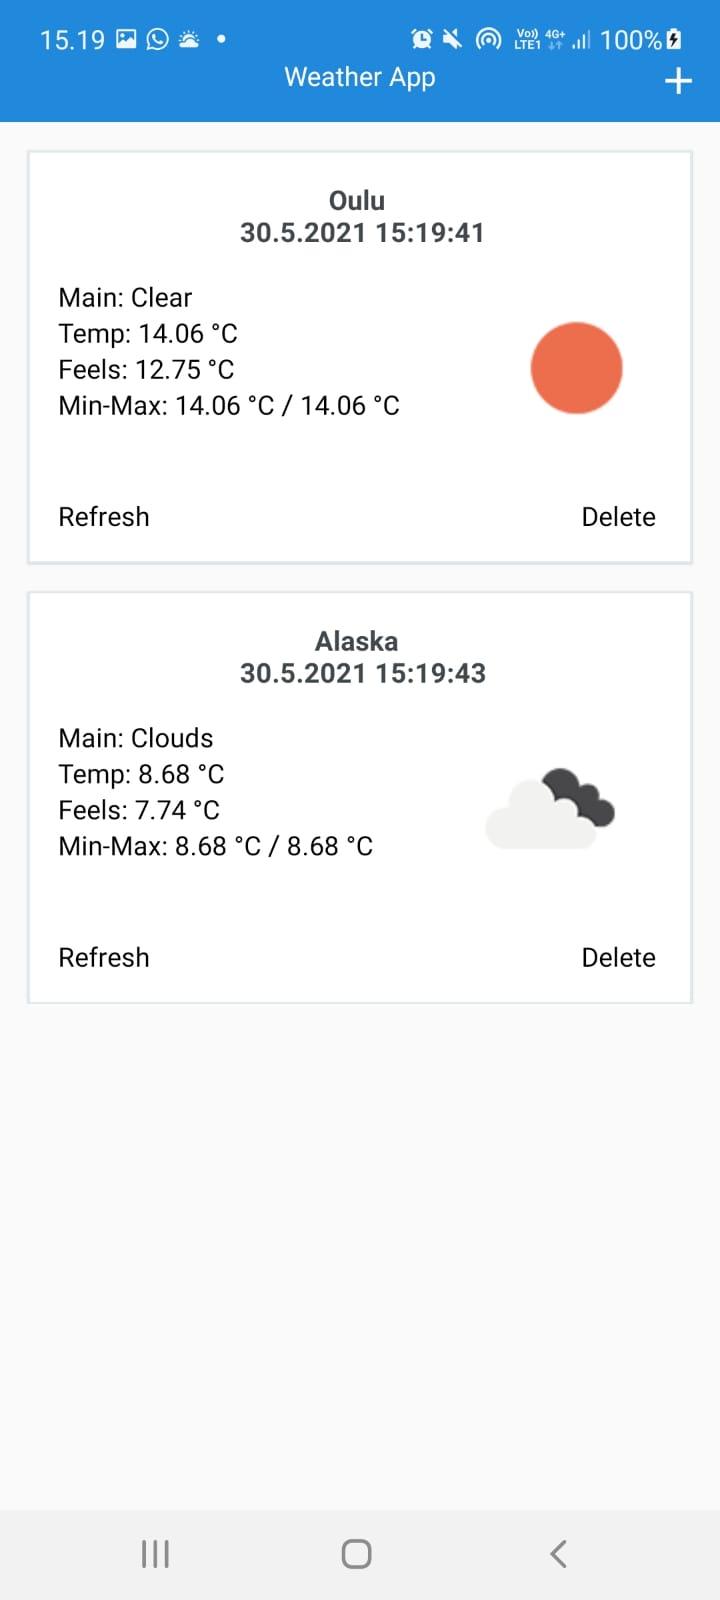 15.19 Vo)) LTE1 4G+ 100%
Weather App
Oulu
30.5.2021 15:19:41
Main: Clear
Temp: 14.06 °C
Feels: 12.75 °C
Min-Max: 14.06 °C / 14.06 °C
Refresh Delete
Alaska
30.5.2021 15:19:43
Main: Clouds
Temp: 8.68 °C
Feels: 7.74 °C
Min-Max: 8.68 °C / 8.68 °C
Refresh Delete